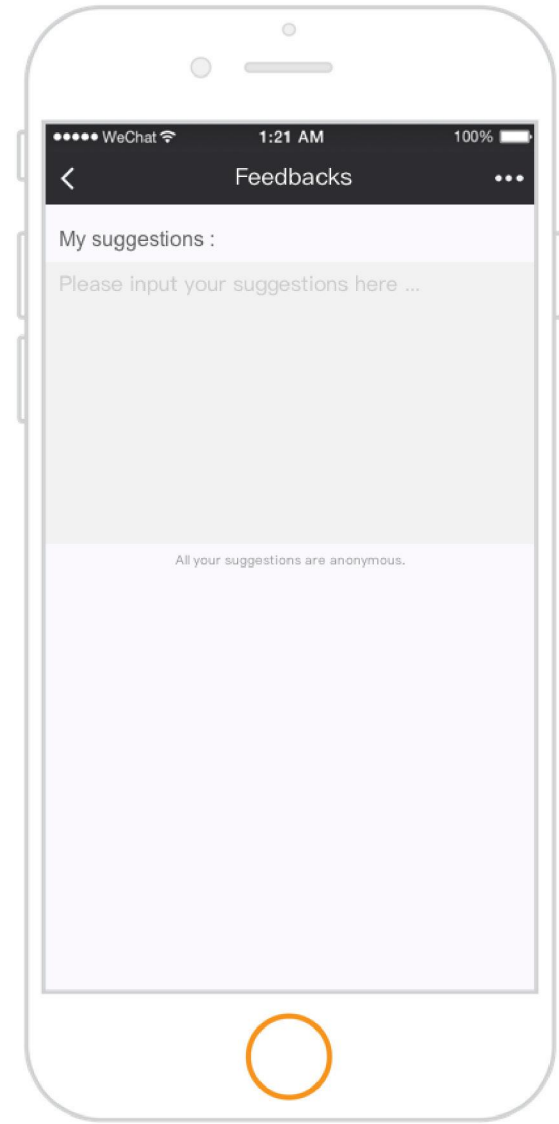 WeChat 1:21 AM 100%
Feedbacks
My suggestions :
Please input your suggestions here ...
All your suggestions are anonymous.